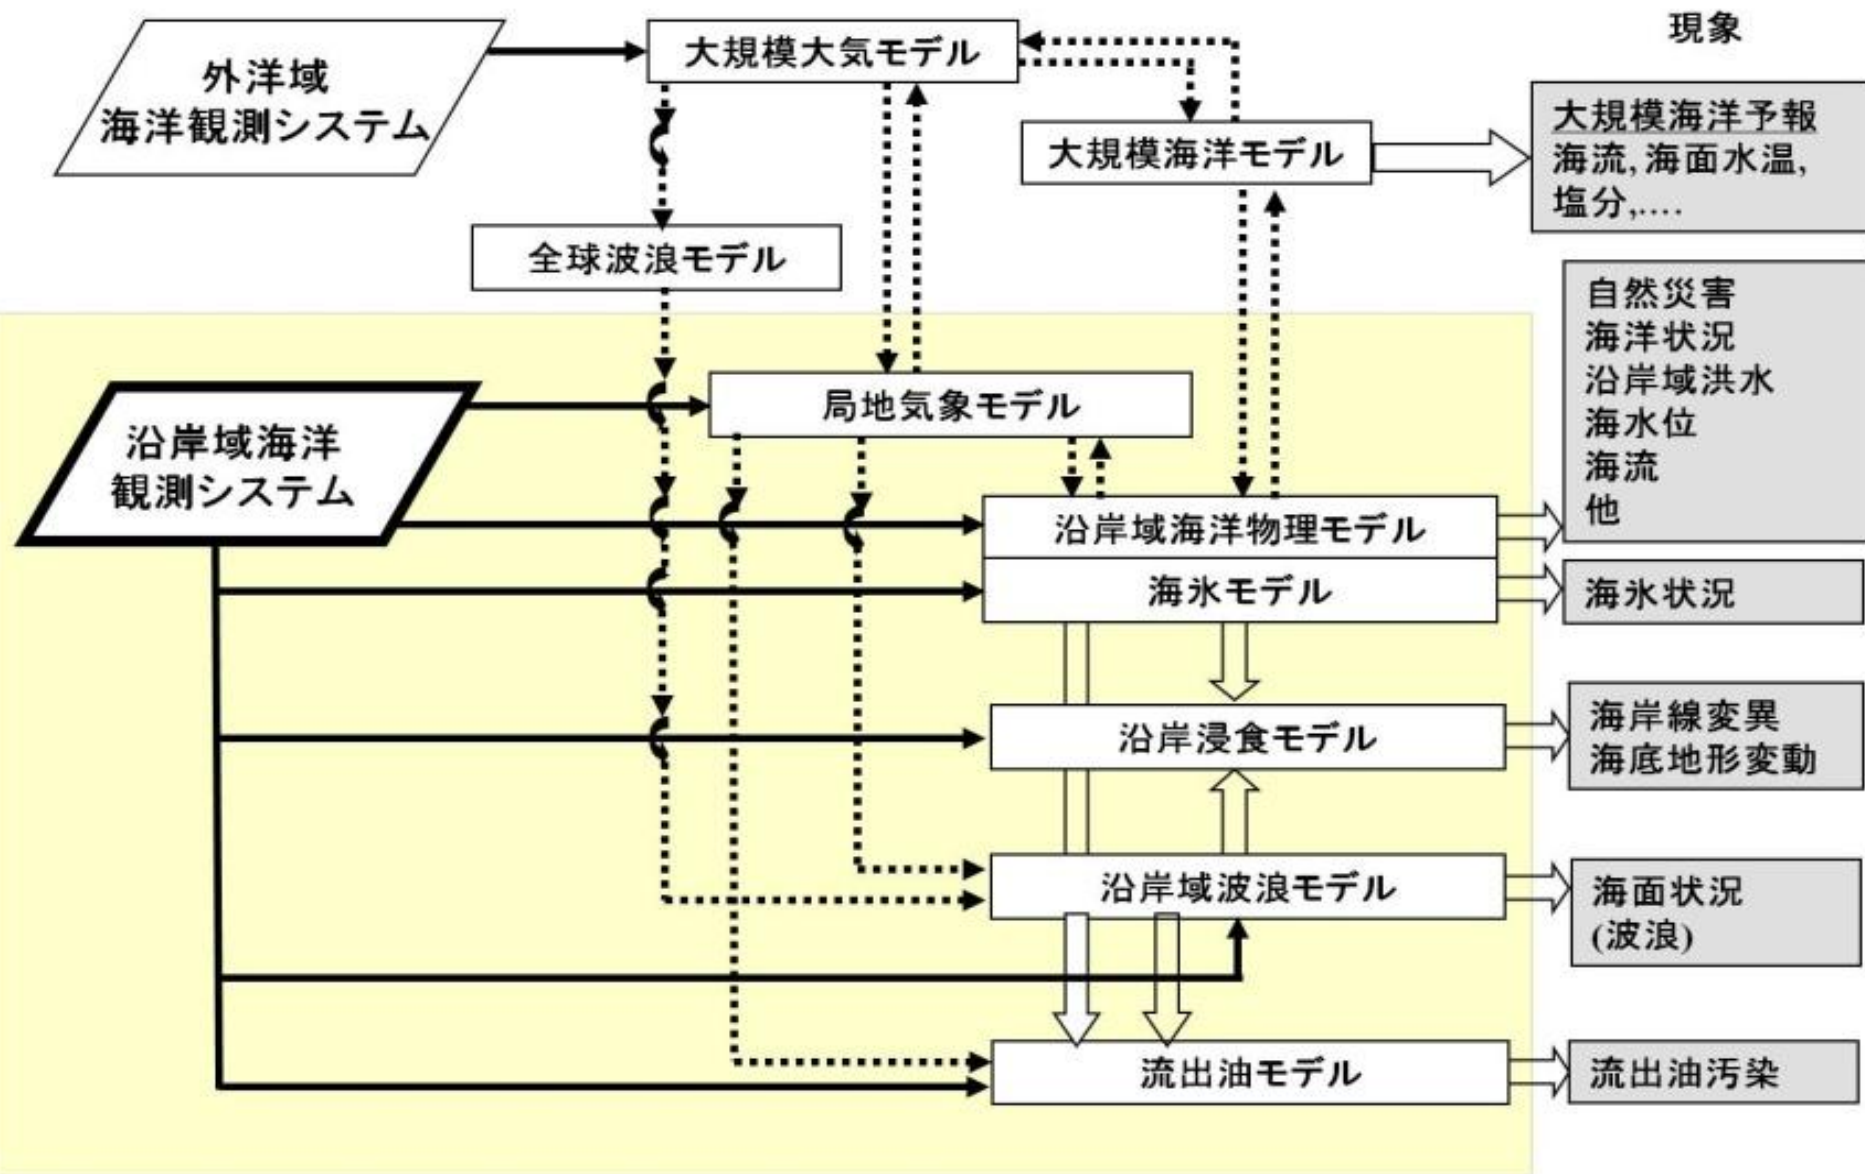 現象
外洋域
海洋観測システム
大規模大気モデル
大規模海洋モデル
大規模海洋予報
海流, 海面水温,
塩分,....
全球波浪モデル
自然災害
海洋状況
沿岸域洪水
海水位
海流
他
沿岸域海洋
観測システム
局地気象モデル
沿岸域海洋物理モデル
海氷モデル
海氷状況
沿岸浸食モデル
海岸線変異
海底地形変動
沿岸域波浪モデル
海面状況
(波浪)
流出油モデル
流出油汚染